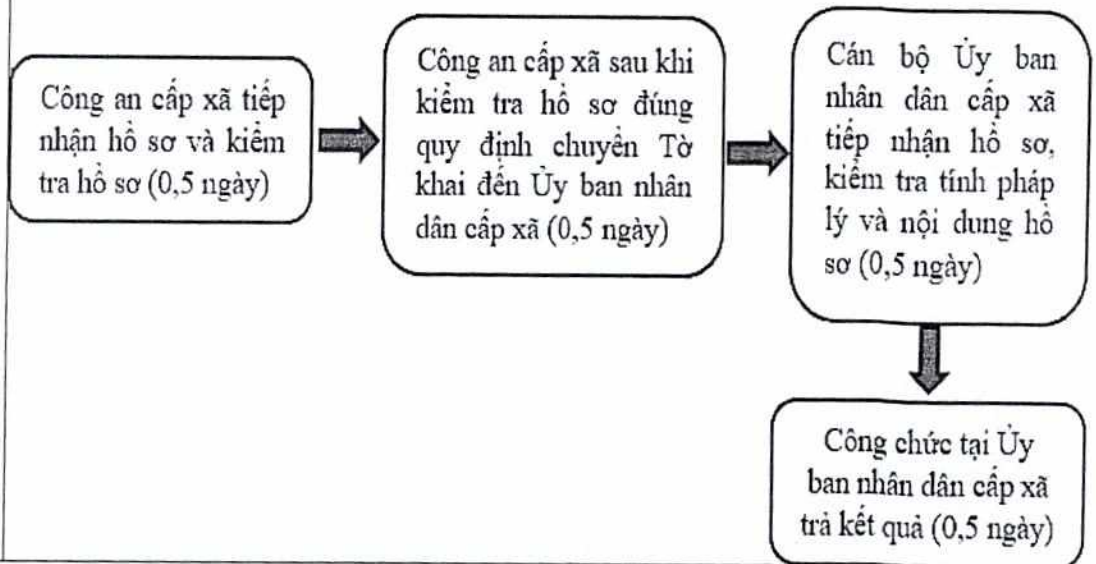 Công an cấp xã tiếp
nhận hồ sơ và kiểm
tra hồ sơ (0,5 ngày)
Công an cấp xã sau khi
kiểm tra hồ sơ đúng
quy định chuyển Tờ
khai đến Ủy ban nhân
dân cấp xã (0,5 ngày)
Cán bộ Ủy ban
nhân dân cấp xã
tiếp nhận hồ sơ,
kiểm tra tính pháp
lý và nội dung hồ
sơ (0,5 ngày)
Công chức tại Ủy
ban nhân dân cấp xã
trả kết quả (0,5 ngày)